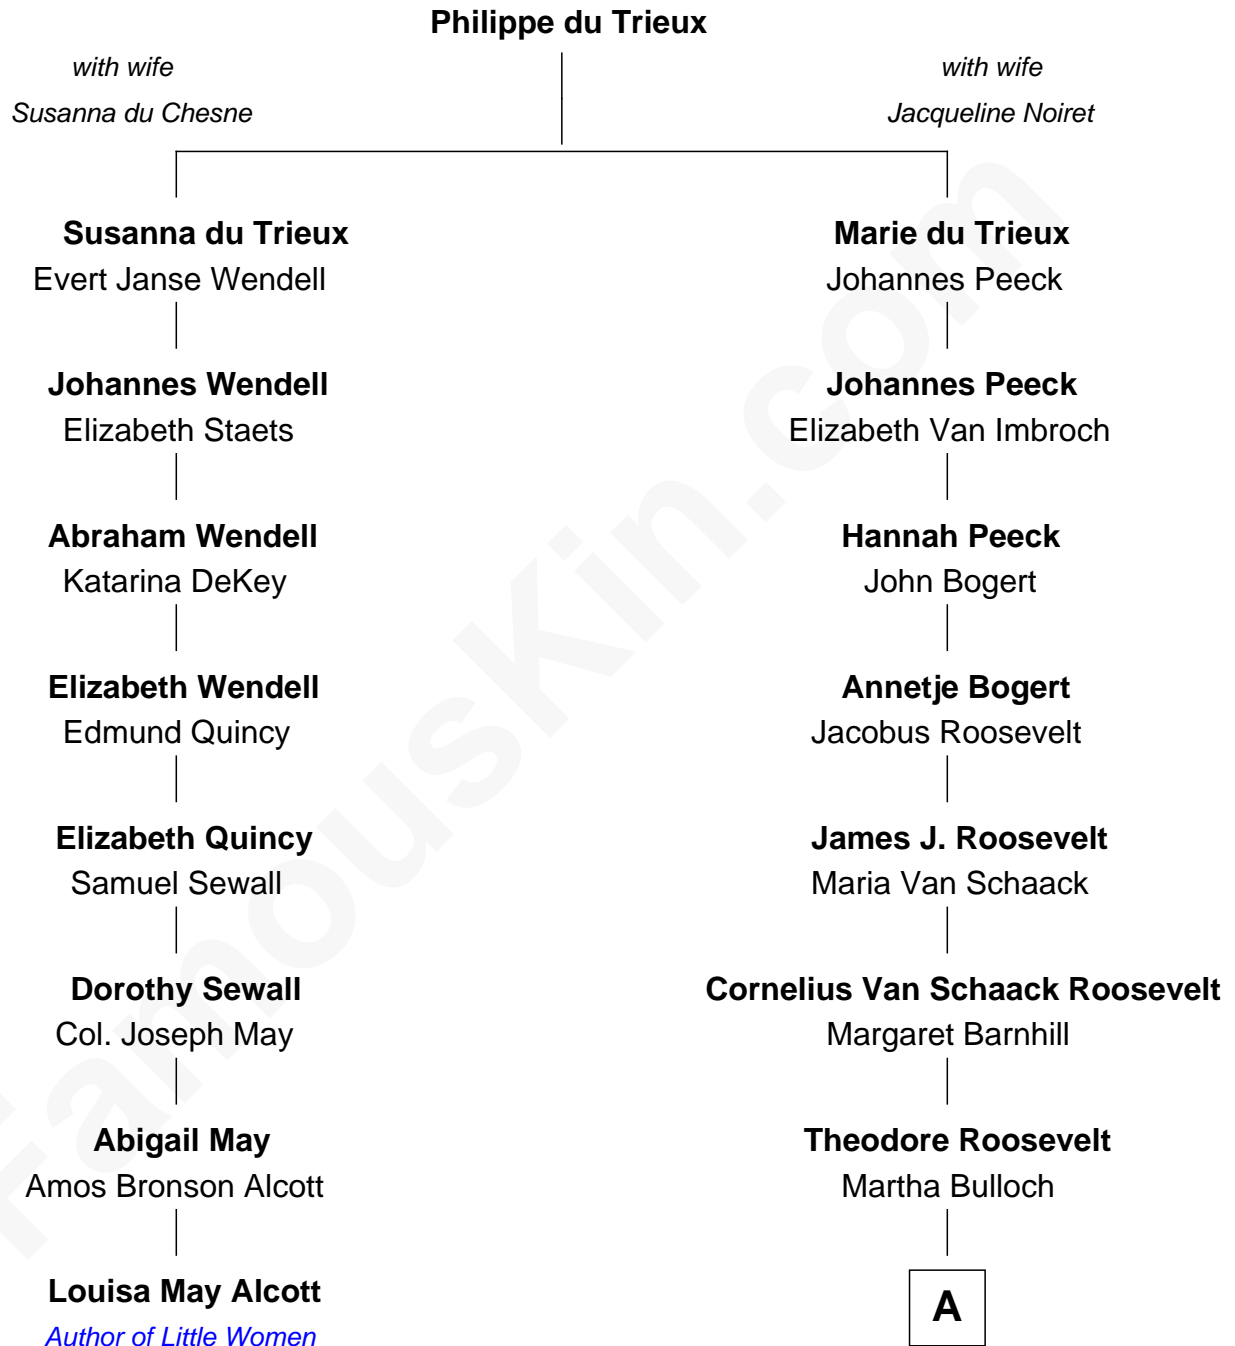 Philippe du Trieux
with wife
Susanna du Chesne
with wife
Jacqueline Noiret
Susanna du Trieux
Evert Janse Wendell
Marie du Trieux
Johannes Peeck
Johannes Wendell
Elizabeth Staets
Johannes Peeck
Elizabeth Van Imbroch
Abraham Wendell
Katarina DeKey
Hannah Peeck
John Bogert
Elizabeth Wendell
Edmund Quincy
Annetje Bogert
Jacobus Roosevelt
Elizabeth Quincy
Samuel Sewall
James J. Roosevelt
Maria Van Schaack
Dorothy Sewall
Col. Joseph May
Cornelius Van Schaack Roosevelt
Margaret Barnhill
Abigail May
Amos Bronson Alcott
Theodore Roosevelt
Martha Bulloch
Louisa May Alcott
Author of Little Women
A
FamousKin.com